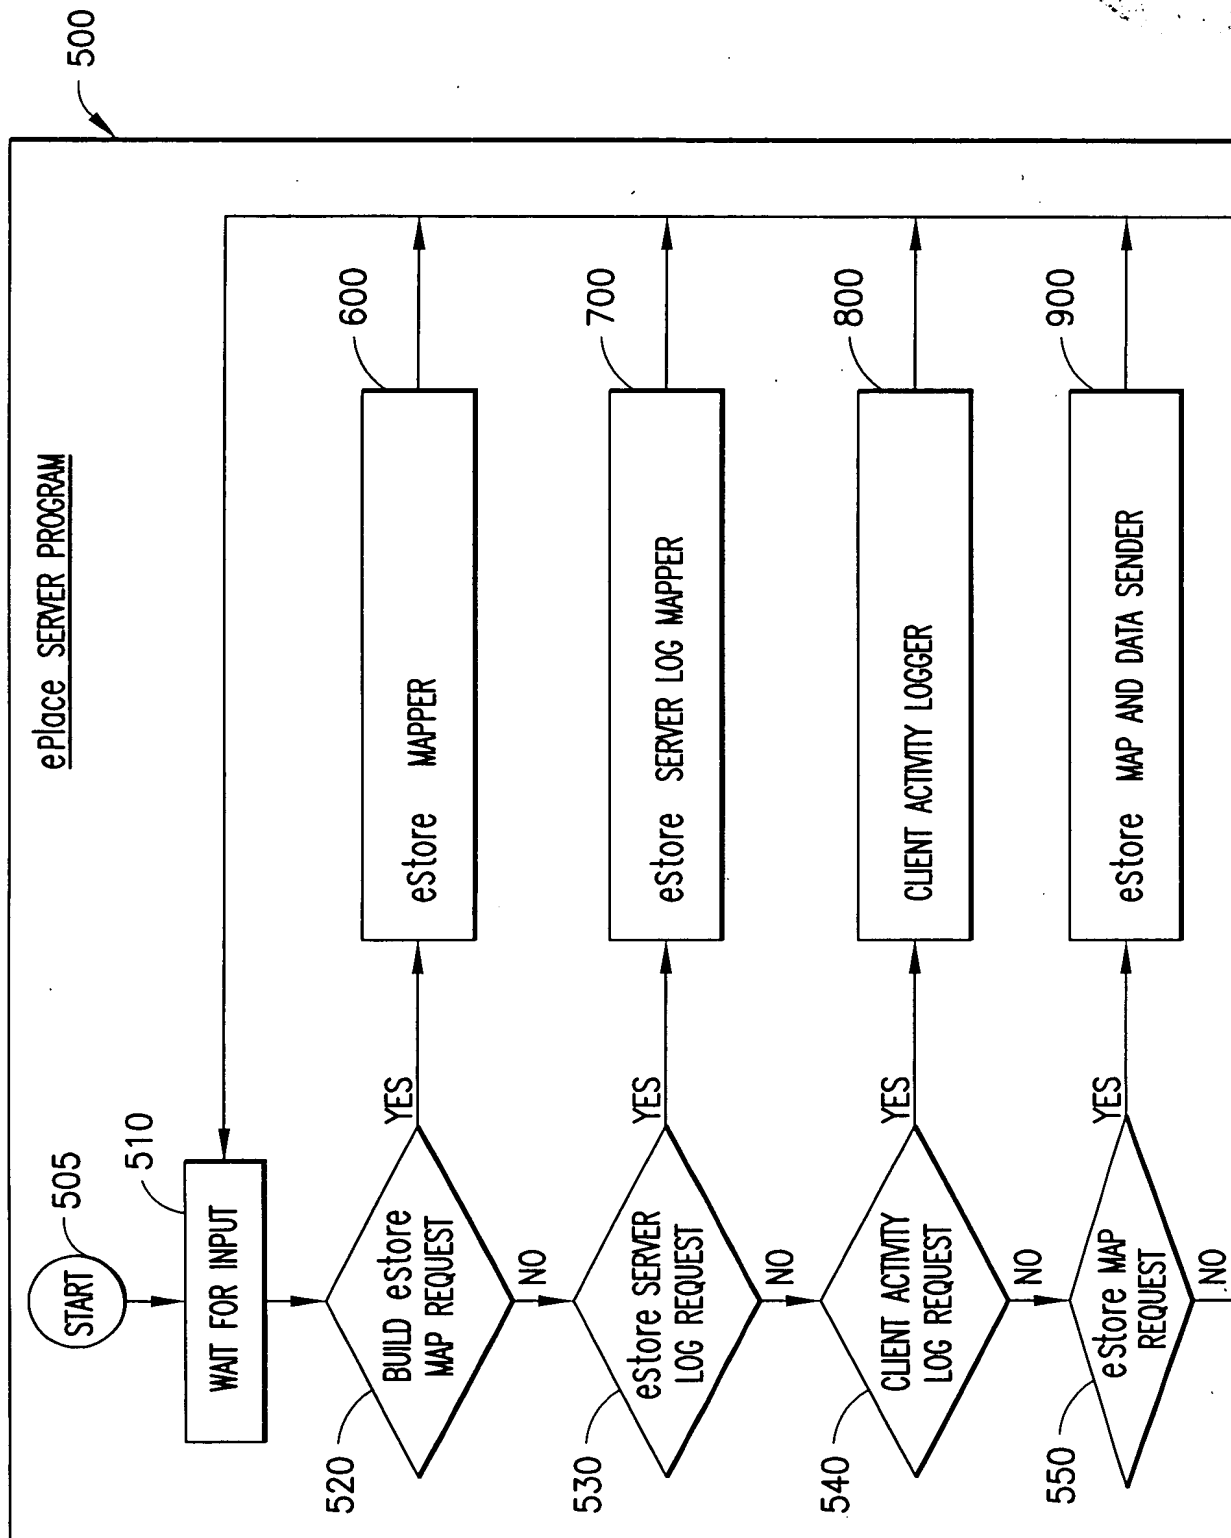 ePlace SERVER PROGRAM
500
START
505
WAIT FOR INPUT
510
BUILD eStore
MAP REQUEST
520
YES
NO
eStore MAPPER
600
eStore SERVER
LOG REQUEST
530
YES
NO
eStore SERVER LOG MAPPER
700
CLIENT ACTIVITY
LOG REQUEST
540
YES
NO
CLIENT ACTIVITY LOGGER
800
eStore MAP
REQUEST
550
YES
NO
eStore MAP AND DATA SENDER
900